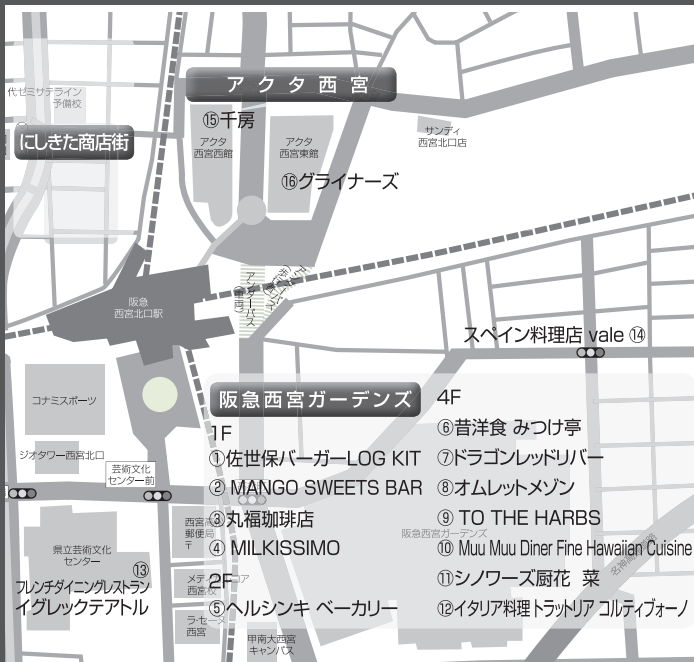 アクタ西宮
代ゼミサテライン
予備校
にしきた商店街
⑮千房
アクタ
西宮西館
アクタ
西宮東館
⑯グライナーズ
サンディ
西宮北口店
阪急
西宮北口駅
アンダーパス
(車両)
スペイン料理店 vale ⑭
コナミスポーツ
ジオタワー西宮北口
芸術文化
センター前
県立芸術文化
センター
⑬
フレンチダイニングレストラン
イグレックテアトル
阪急西宮ガーデンズ
1F
①佐世保バーガーLOG KIT
② MANGO SWEETS BAR
③丸福珈琲店
④ MILKISSIMO
2F
⑤ヘルシンキ ベーカリー
4F
⑥昔洋食 みつけ亭
⑦ドラゴンレッドリバー
⑧オムレットメゾン
⑨ TO THE HARBS
⑩ Muu Muu Diner Fine Hawaiian Cuisine
⑪シノワーズ厨花 菜
⑫イタリア料理 トラットリア コルティブォーノ
阪急西宮ガーデンズ
郵便局
〒
西宮
甲南大西宮
キャンパス